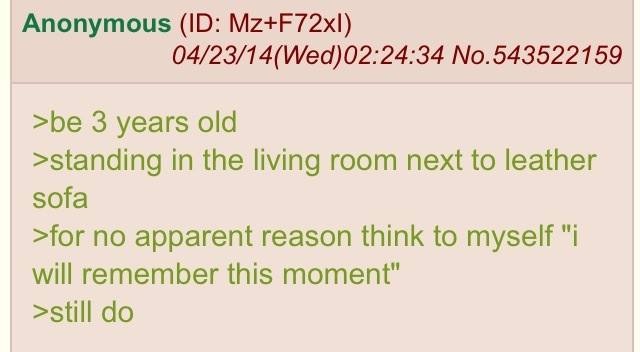 Anonymous (ID: Mz+F72xI)
04/23/14(Wed)02:24:34 No.543522159
>be 3 years old
>standing in the living room next to leather
sofa
>for no apparent reason think to myself "i
will remember this moment"
>still do